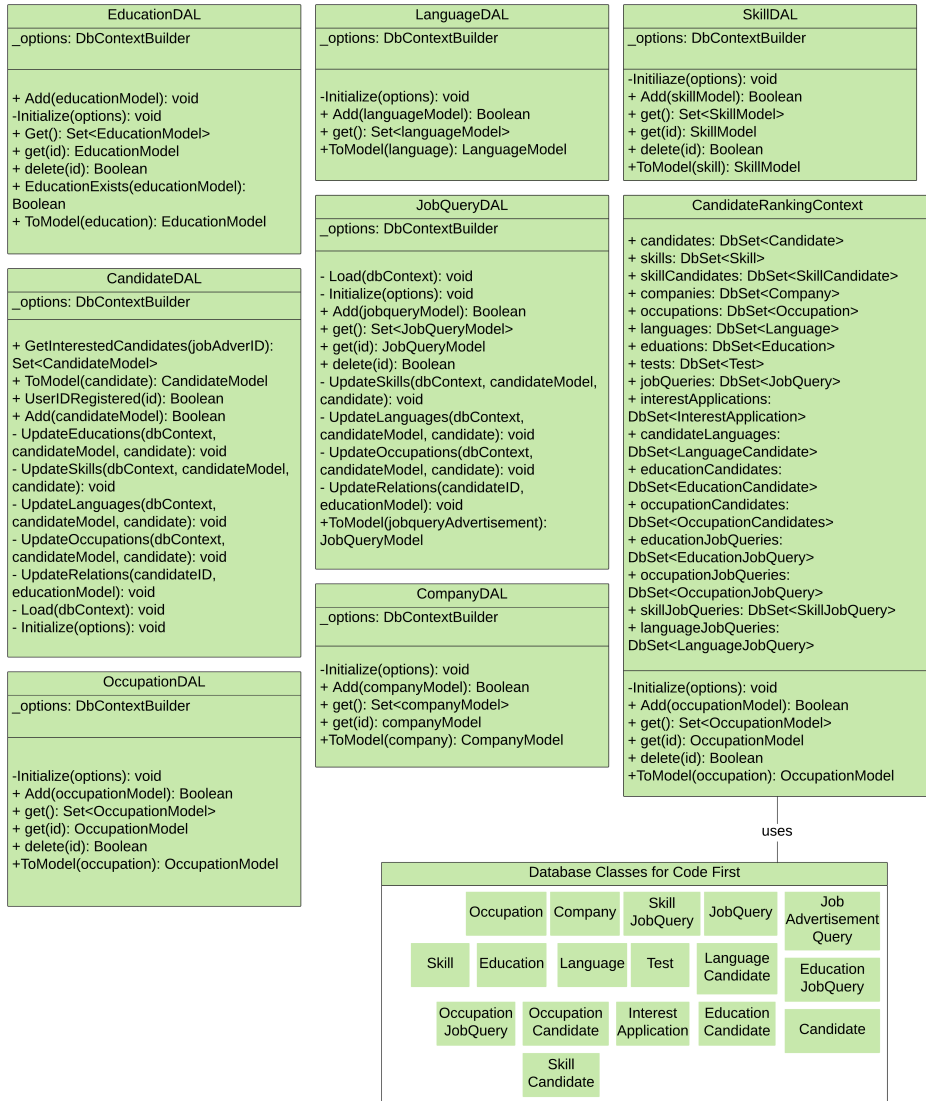 EducationDAL
_options: DbContextBuilder
+ Add(educationModel): void
-Initialize(options): void
+ Get(): Set<EducationModel>
+ get(id): EducationModel
+ delete(id): Boolean
+ EducationExists(educationModel):
Boolean
+ ToModel(education): EducationModel
CandidateDAL
_options: DbContextBuilder
+ GetInterestedCandidates(jobAdverID):
Set<CandidateModel>
+ ToModel(candidate): CandidateModel
+ UserIDRegistered(id): Boolean
+ Add(candidateModel): Boolean
- UpdateEducations(dbContext,
candidateModel, candidate): void
- UpdateSkills(dbContext, candidateModel,
candidate): void
- UpdateLanguages(dbContext,
candidateModel, candidate): void
- UpdateOccupations(dbContext,
candidateModel, candidate): void
- UpdateRelations(candidateID,
educationModel): void
- Load(dbContext): void
- Initialize(options): void
OccupationDAL
_options: DbContextBuilder
-Initialize(options): void
+ Add(occupationModel): Boolean
+ get(): Set<OccupationModel>
+ get(id): OccupationModel
+ delete(id): Boolean
+ToModel(occupation): OccupationModel
LanguageDAL
_options: DbContextBuilder
-Initialize(options): void
+ Add(languageModel): Boolean
+ get(): Set<languageModel>
+ToModel(language): LanguageModel
JobQueryDAL
_options: DbContextBuilder
- Load(dbContext): void
- Initialize(options): void
+ Add(jobqueryModel): Boolean
+ get(): Set<JobQueryModel>
+ get(id): JobQueryModel
+ delete(id): Boolean
- UpdateSkills(dbContext, candidateModel,
candidate): void
- UpdateLanguages(dbContext,
candidateModel, candidate): void
- UpdateOccupations(dbContext,
candidateModel, candidate): void
- UpdateRelations(candidateID,
educationModel): void
+ToModel(jobqueryAdvertisement):
JobQueryModel
CompanyDAL
_options: DbContextBuilder
-Initialize(options): void
+ Add(companyModel): Boolean
+ get(): Set<companyModel>
+ get(id): companyModel
+ToModel(company): CompanyModel
SkillDAL
_options: DbContextBuilder
-Initiliaze(options): void
+ Add(skillModel): Boolean
+ get(): Set<SkillModel>
+ get(id): SkillModel
+ delete(id): Boolean
+ToModel(skill): SkillModel
CandidateRankingContext
+ candidates: DbSet<Candidate>
+ skills: DbSet<Skill>
+ skillCandidates: DbSet<SkillCandidate>
+ companies: DbSet<Company>
+ occupations: DbSet<Occupation>
+ languages: DbSet<Language>
+ eduations: DbSet<Education>
+ tests: DbSet<Test>
+ jobQueries: DbSet<JobQuery>
+ interestApplications:
DbSet<InterestApplication>
+ candidateLanguages:
DbSet<LanguageCandidate>
+ educationCandidates:
DbSet<EducationCandidate>
+ occupationCandidates:
DbSet<OccupationCandidates>
+ educationJobQueries:
DbSet<EducationJobQuery>
+ occupationJobQueries:
DbSet<OccupationJobQuery>
+ skillJobQueries: DbSet<SkillJobQuery>
+ languageJobQueries:
DbSet<LanguageJobQuery>
-Initialize(options): void
+ Add(occupationModel): Boolean
+ get(): Set<OccupationModel>
+ get(id): OccupationModel
+ delete(id): Boolean
+ToModel(occupation): OccupationModel
uses
Database Classes for Code First
Occupation
Company
Skill
JobQuery
JobQuery
Job
Advertisement
Query
Skill
Education
Language
Test
Language
Candidate
Education
JobQuery
Occupation
JobQuery
Occupation
Candidate
Interest
Application
Education
Candidate
Candidate
Skill
Candidate